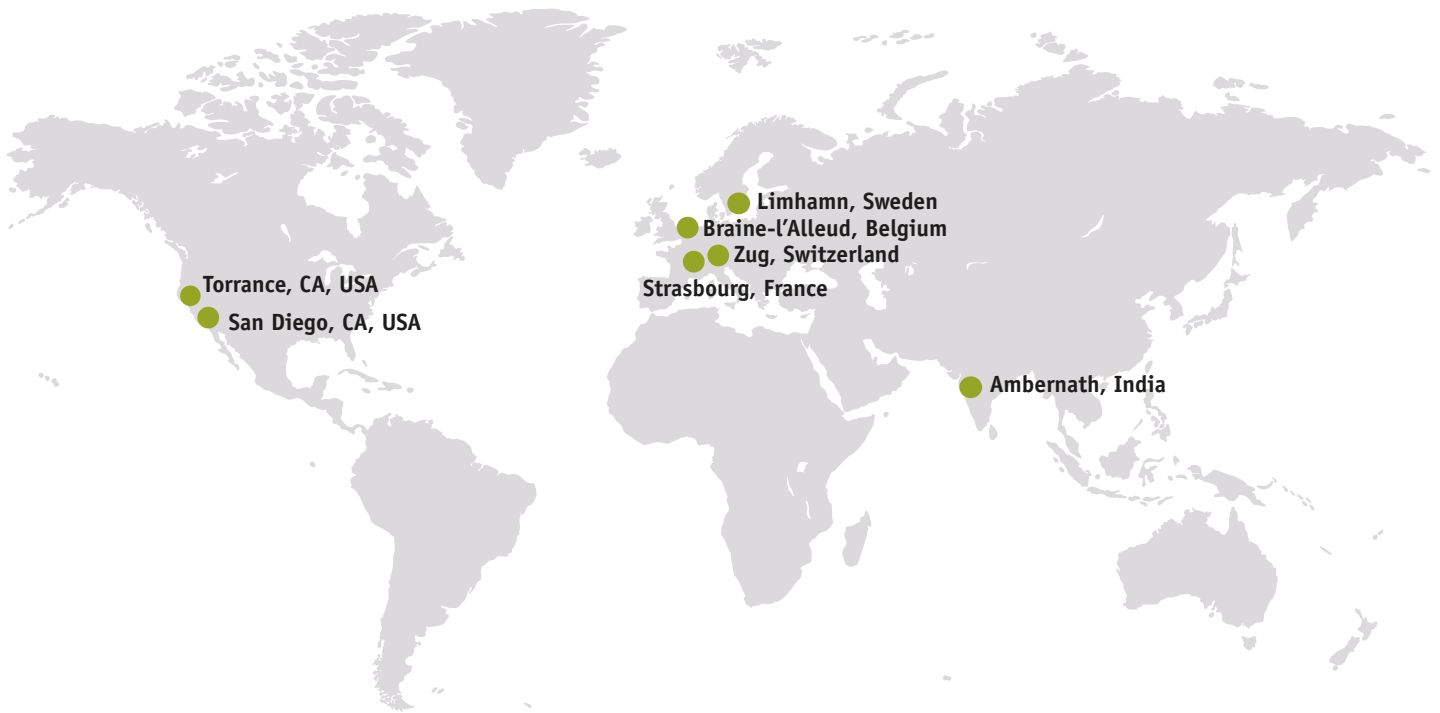 Limhamn, Sweden
Braine-l'Alleud, Belgium
Zug, Switzerland
Strasbourg, France
Torrance, CA, USA
San Diego, CA, USA
Ambernath, India